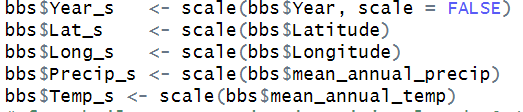 bbs$Year_s   <- scale(bbs$Year, scale = FALSE)
bbs$Lat_s    <- scale(bbs$Latitude)
bbs$Long_s   <- scale(bbs$Longitude)
bbs$Precip_s <- scale(bbs$mean_annual_precip)
bbs$Temp_s <- scale(bbs$mean_annual_temp)